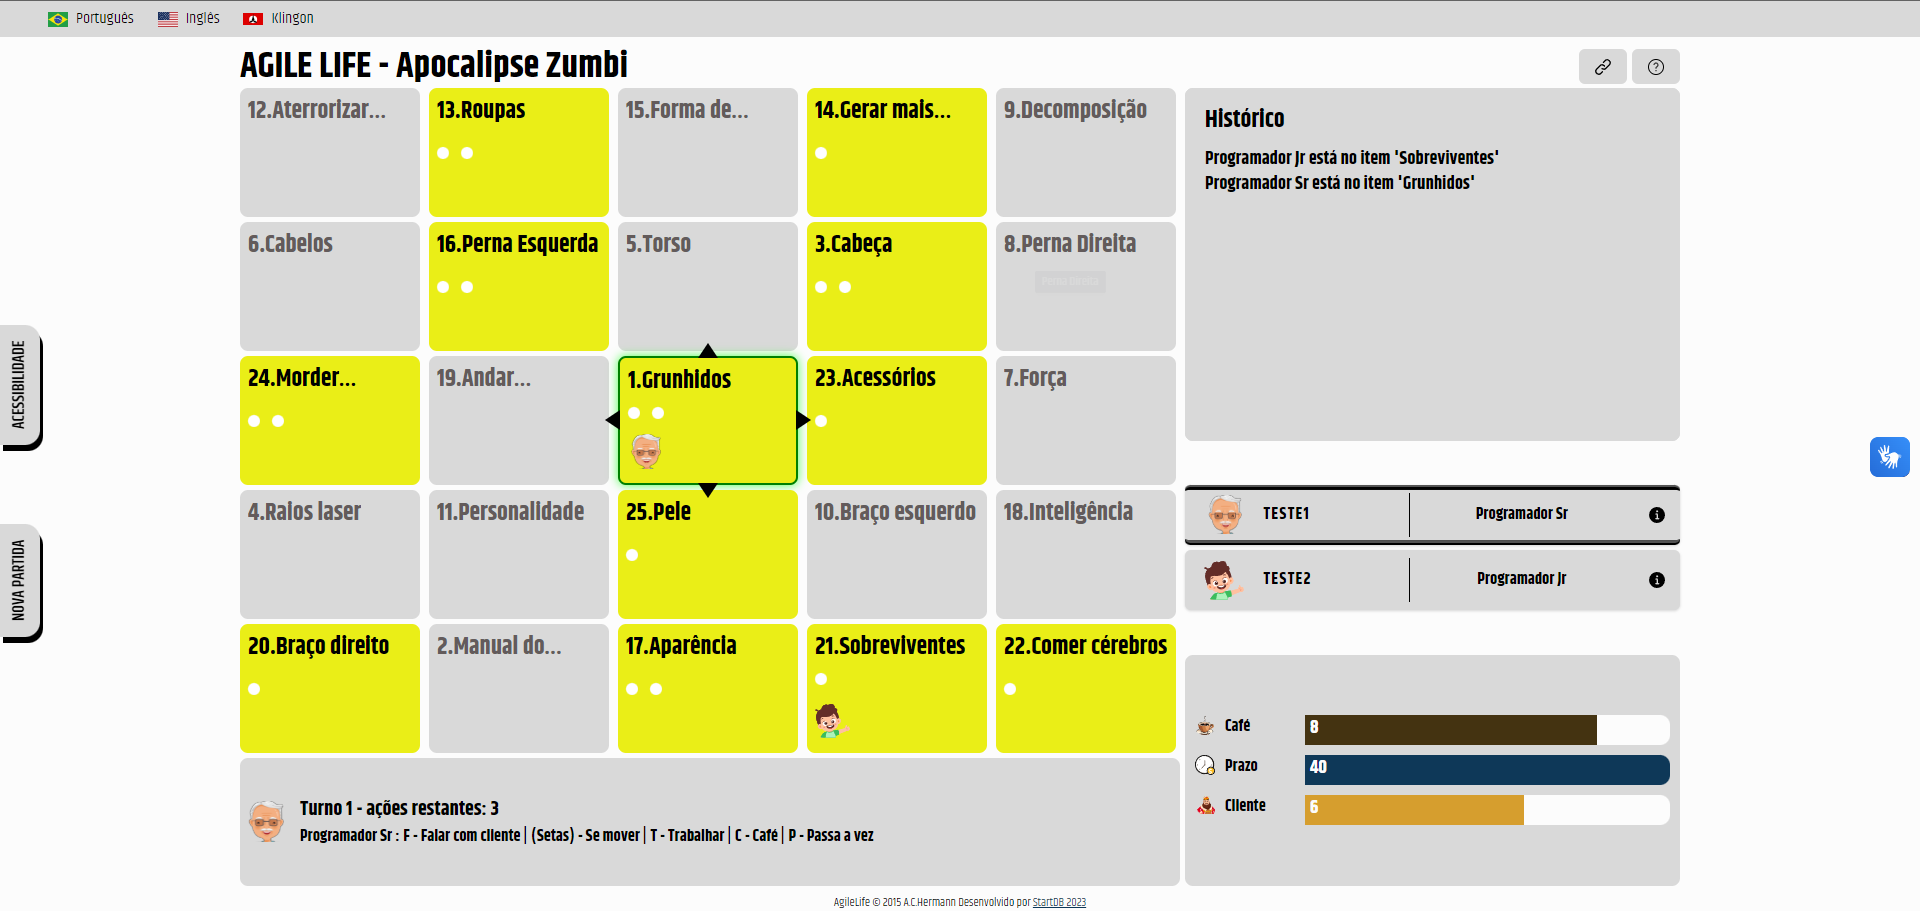 Português Inglês Klingon
AGILE LIFE - Apocalipse Zumbi
12.Aterrorizar... 13.Roupas 15.Forma de... 14.Gerar mais... 9.Decomposição
6.Cabelos 16.Perna Esquerda 5.Torso 3.Cabeça 8.Perna Direita
Perna Direita
24.Morder... 19.Andar... 1.Grunhidos 23.Acessórios 7.Força
4.Raios laser 11.Personalidade 25.Pele 10.Braço esquerdo 18.Inteligência
20.Braço direito 2.Manual do... 17.Aparência 21.Sobreviventes 22.Comer cérebros
Turno 1 - ações restantes: 3
Programador Sr : F - Falar com cliente | (Setas) - Se mover | T - Trabalhar | C - Café | P - Passa a vez
Histórico
Programador Jr está no item 'Sobreviventes'
Programador Sr está no item 'Grunhidos'
TESTE1 Programador Sr
TESTE2 Programador Jr
Café 8
Prazo 40
Cliente 6
ACESSIBILIDADE
NOVA PARTIDA
AgileLife © 2015 A.C.Hermann Desenvolvido por StartDB 2023